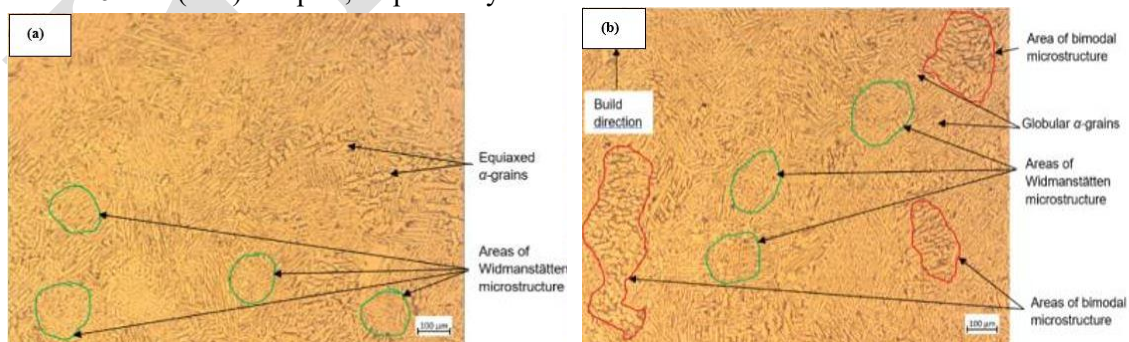 (a)
Equiaxed
α-grains
Areas of
Widmanstätten
microstructure
100 µm
(b)
Build
direction
Area of bimodal
microstructure
Globular α-grains
Areas of
Widmanstätten
microstructure
Areas of bimodal
microstructure
100 µm